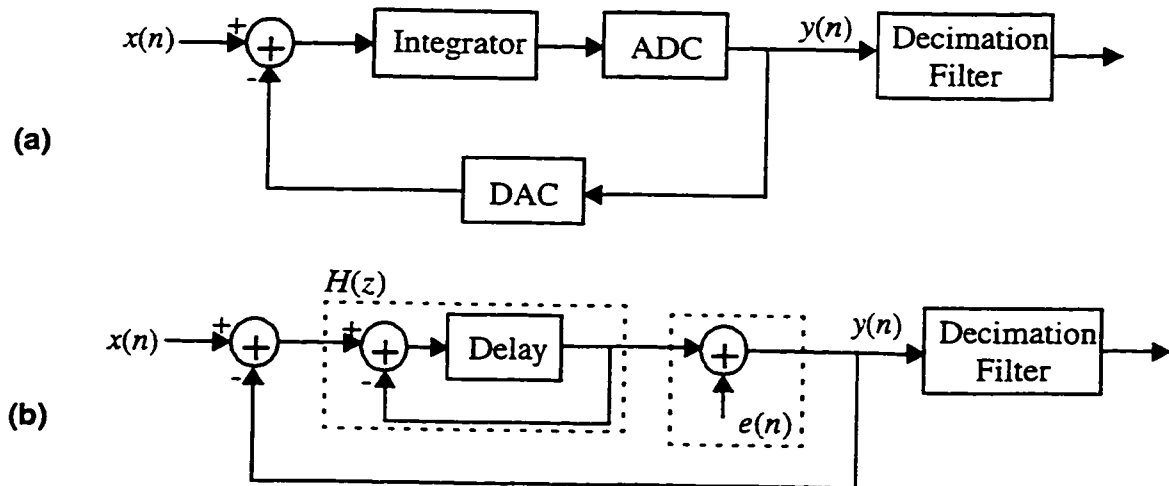 x(n)
+
+
-
Integrator
ADC
y(n)
Decimation
Filter
(a)
DAC
H(z)
x(n)
+
+
-
+
+
-
Delay
+
e(n)
y(n)
Decimation
Filter
(b)